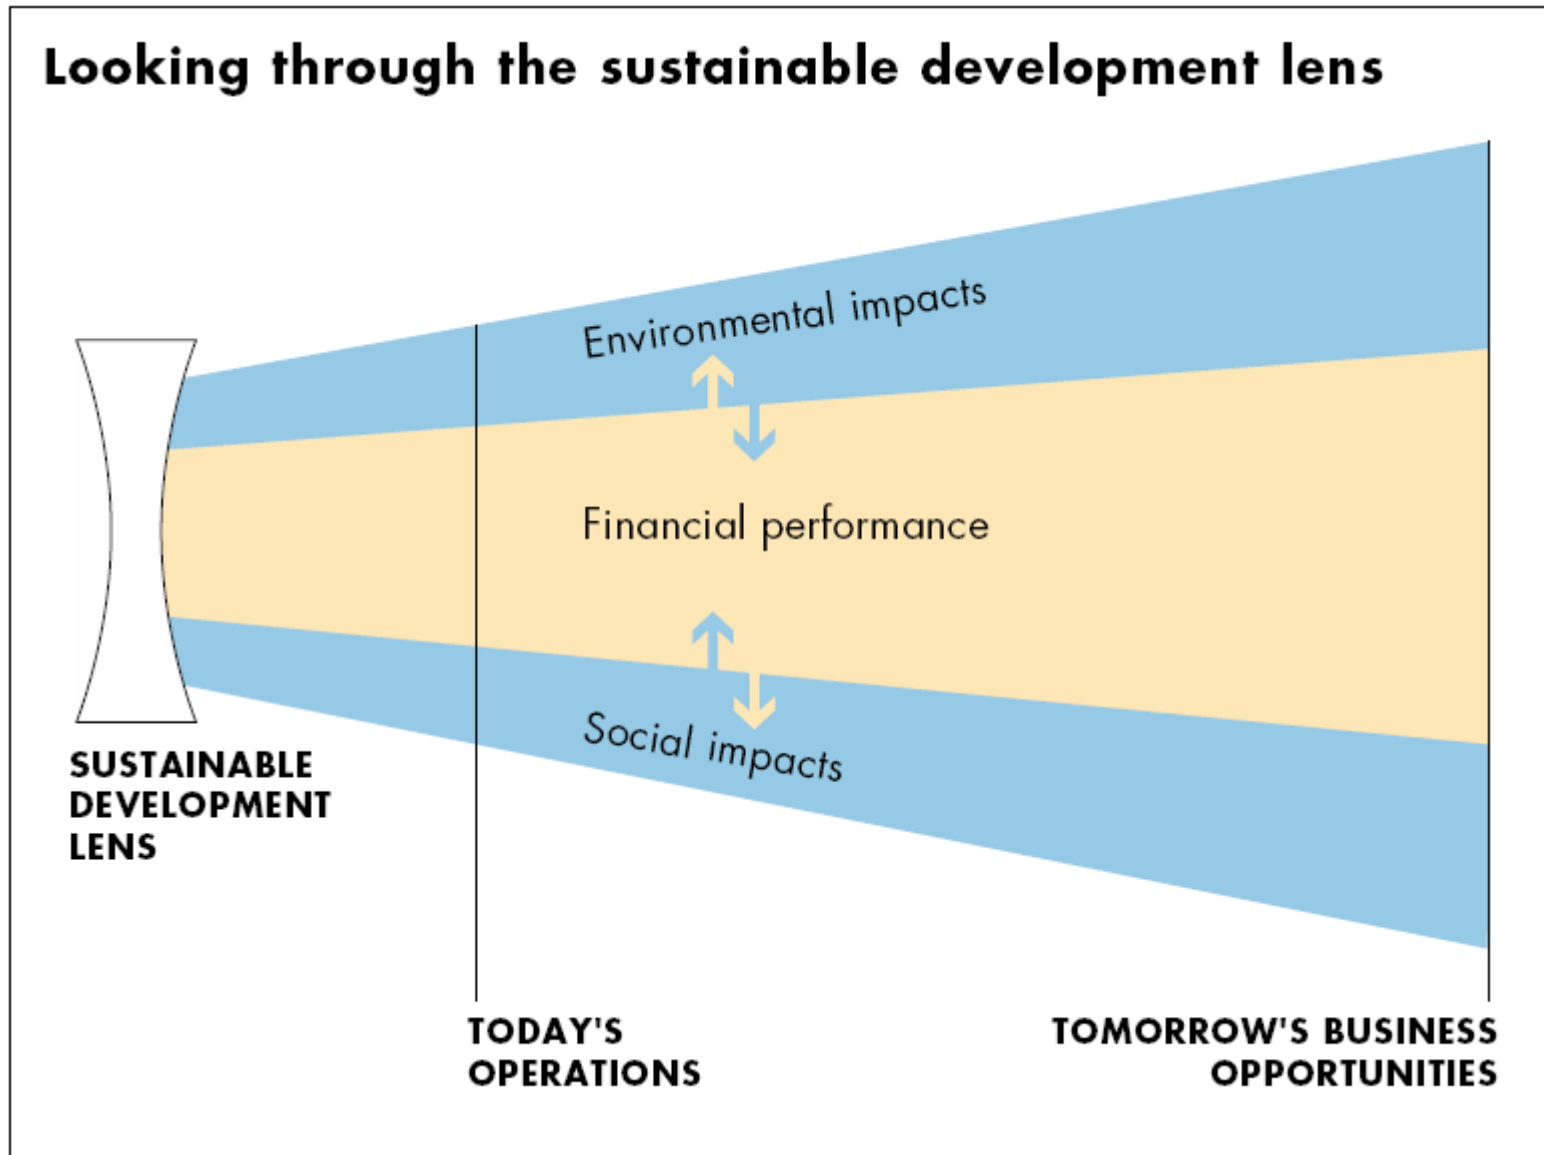 Looking through the sustainable development lens
Environmental impacts
Financial performance
Social impacts
SUSTAINABLE
DEVELOPMENT
LENS
TODAY'S
OPERATIONS
TOMORROW'S BUSINESS
OPPORTUNITIES